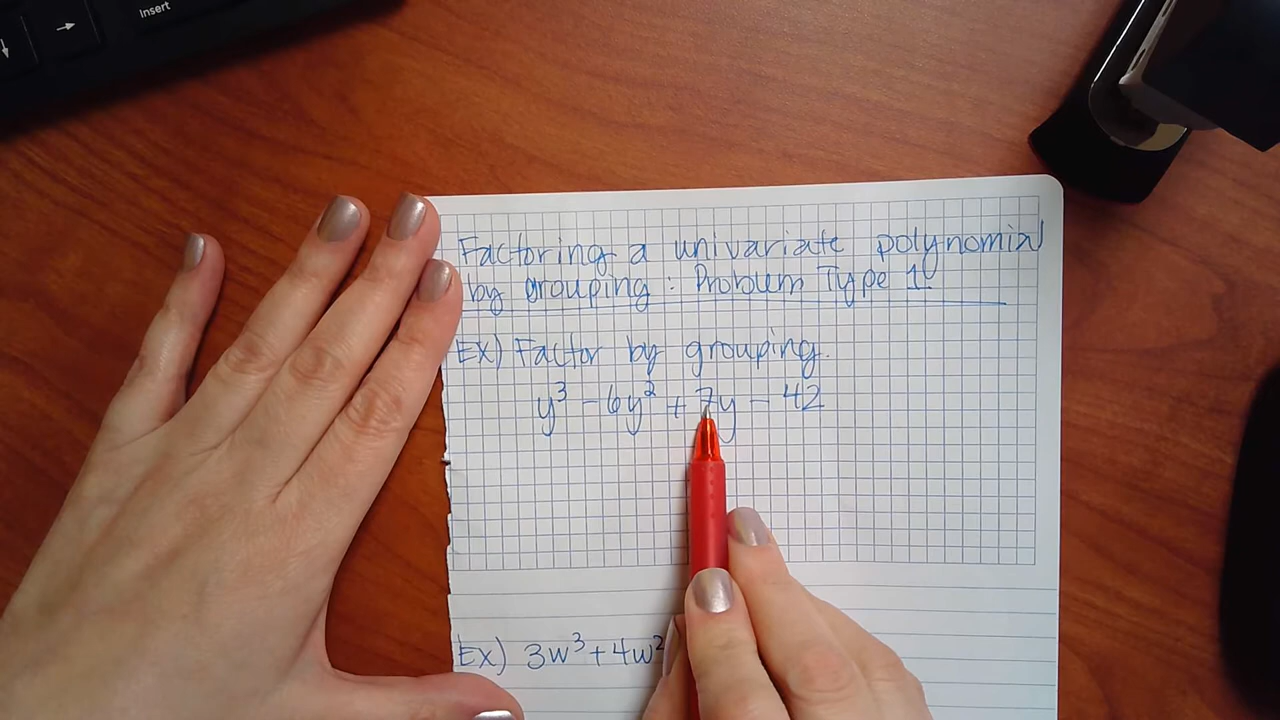 Insert
Factoring a univariate polynomial
by grouping : Problem Type 1.
EX) Factor by grouping.
y³ - 6y² + 7y - 42
EX) 3w³ + 4w²